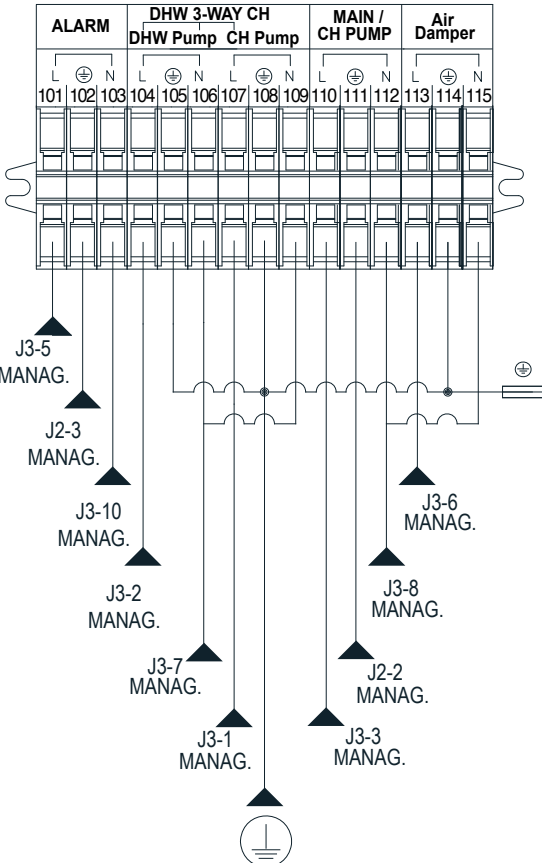 ALARM
DHW 3-WAY CH
DHW Pump CH Pump
MAIN /
CH PUMP
Air
Damper
L N L N L N L N L N
101 102 103 104 105 106 107 108 109 110 111 112 113 114 115
J3-5
MANAG.
J2-3
MANAG.
J3-10
MANAG.
J3-2
MANAG.
J3-7
MANAG.
J3-1
MANAG.
J3-3
MANAG.
J2-2
MANAG.
J3-8
MANAG.
J3-6
MANAG.